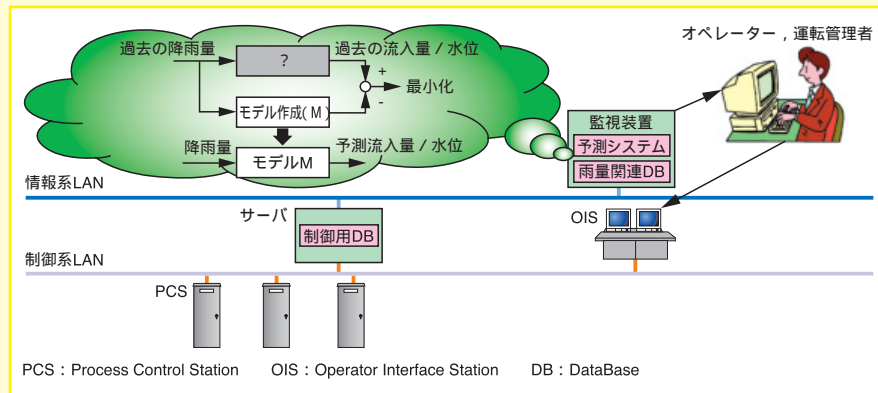 オペレーター，運転管理者
過去の降雨量
?
過去の流入量 / 水位
+
-
最小化
モデル作成( M )
降雨量
モデルM
予測流入量 / 水位
監視装置
予測システム
雨量関連DB
情報系LAN
サーバ
制御用DB
OIS
制御系LAN
PCS
PCS：Process Control Station OIS：Operator Interface Station DB：DataBase